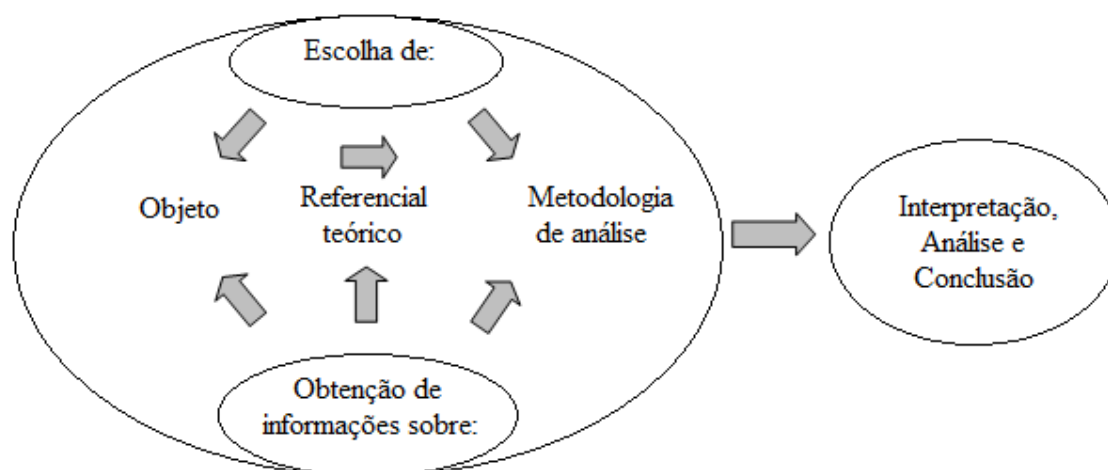 Escolha de:
Objeto
Referencial
teórico
Metodologia
de análise
Obtenção de
informações sobre:
Interpretação,
Análise e
Conclusão